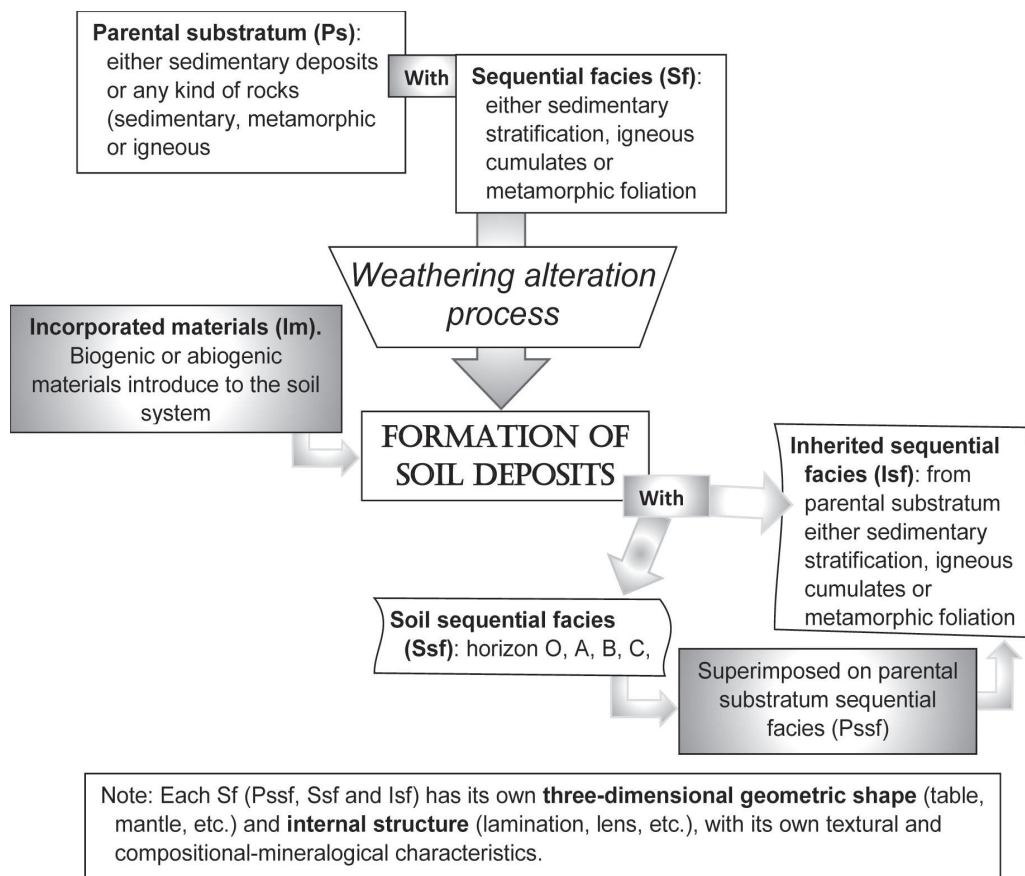 Parental substratum (Ps):
either sedimentary deposits
or any kind of rocks
(sedimentary, metamorphic
or igneous
With
Sequential facies (Sf):
either sedimentary
stratification, igneous
cumulates or
metamorphic foliation
Weathering alteration
process
Incorporated materials (Im).
Biogenic or abiogenic
materials introduce to the soil
system
FORMATION OF
SOIL DEPOSITS
With
Inherited sequential
facies (Isf): from
parental substratum
either sedimentary
stratification, igneous
cumulates or
metamorphic foliation
Soil sequential facies
(Ssf): horizon O, A, B, C,
Superimposed on parental
substratum sequential
facies (Pssf)
Note: Each Sf (Pssf, Ssf and Isf) has its own three-dimensional geometric shape (table,
mantle, etc.) and internal structure (lamination, lens, etc.), with its own textural and
compositional-mineralogical characteristics.